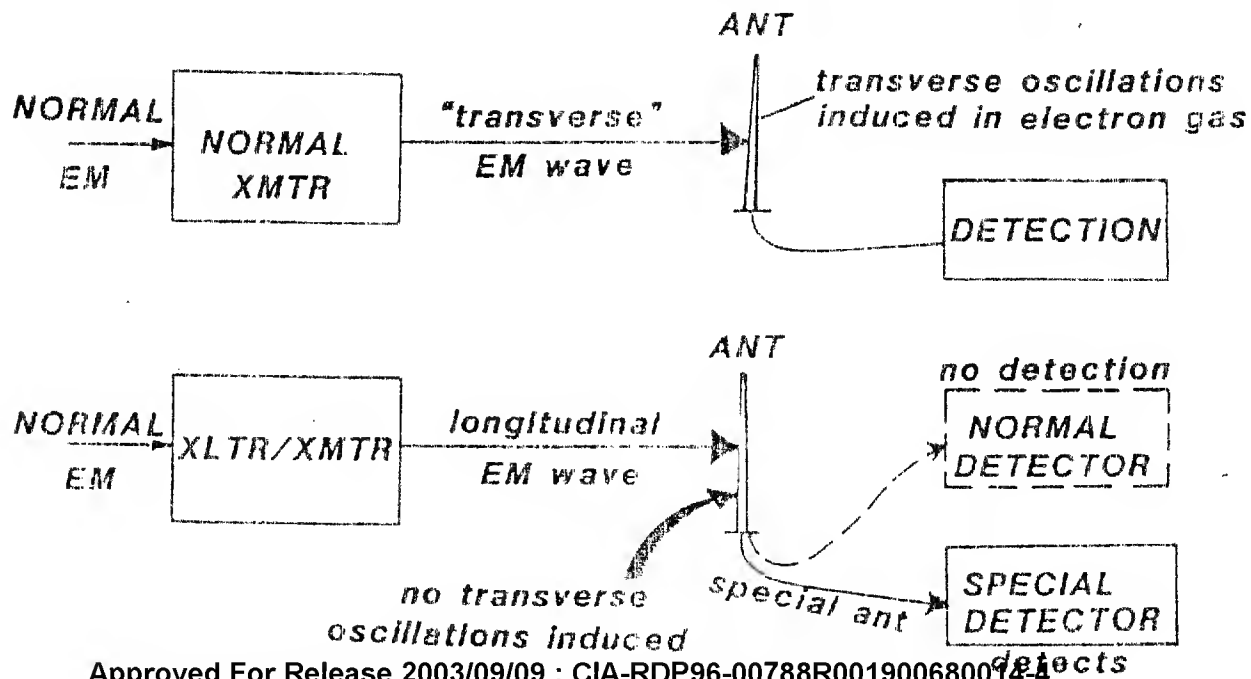 ANT
NORMAL
EM
NORMAL
XMTR
"transverse"
EM wave
transverse oscillations
induced in electron gas
DETECTION
ANT
NORMAL
EM
XLTR/XMTR
longitudinal
EM wave
no detection
NORMAL
DETECTOR
no transverse
oscillations induced
special ant
SPECIAL
DETECTOR
detects
Approved For Release 2003/09/09 : CIA-RDP96-00788R001900680014-4